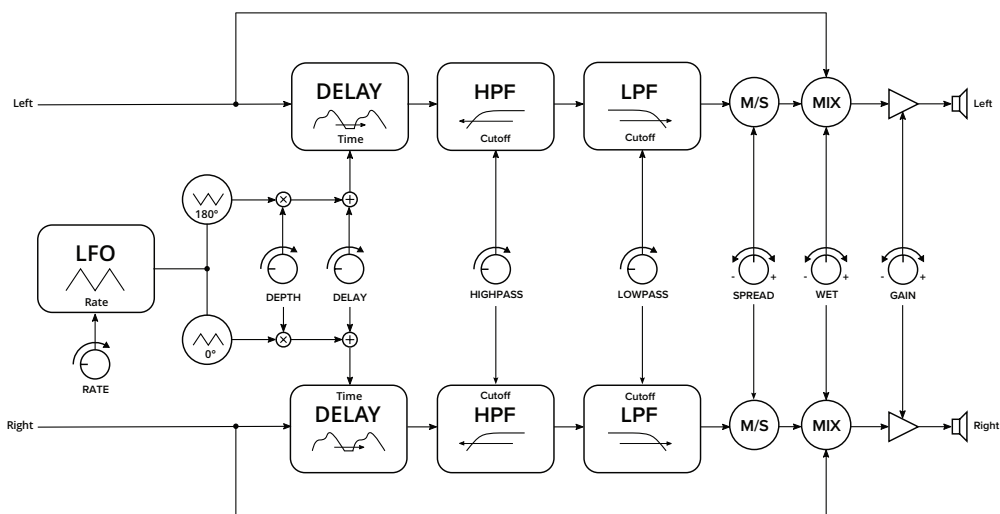 DELAY
Time
HPF
Cutoff
LPF
Cutoff
Left
M/S
MIX
Left
180°
×
+
LFO
Rate
DEPTH
DELAY
HIGHPASS
LOWPASS
- +
SPREAD
- +
WET
- +
GAIN
0°
×
+
RATE
Time
DELAY
Cutoff
HPF
Cutoff
LPF
Right
M/S
MIX
Right